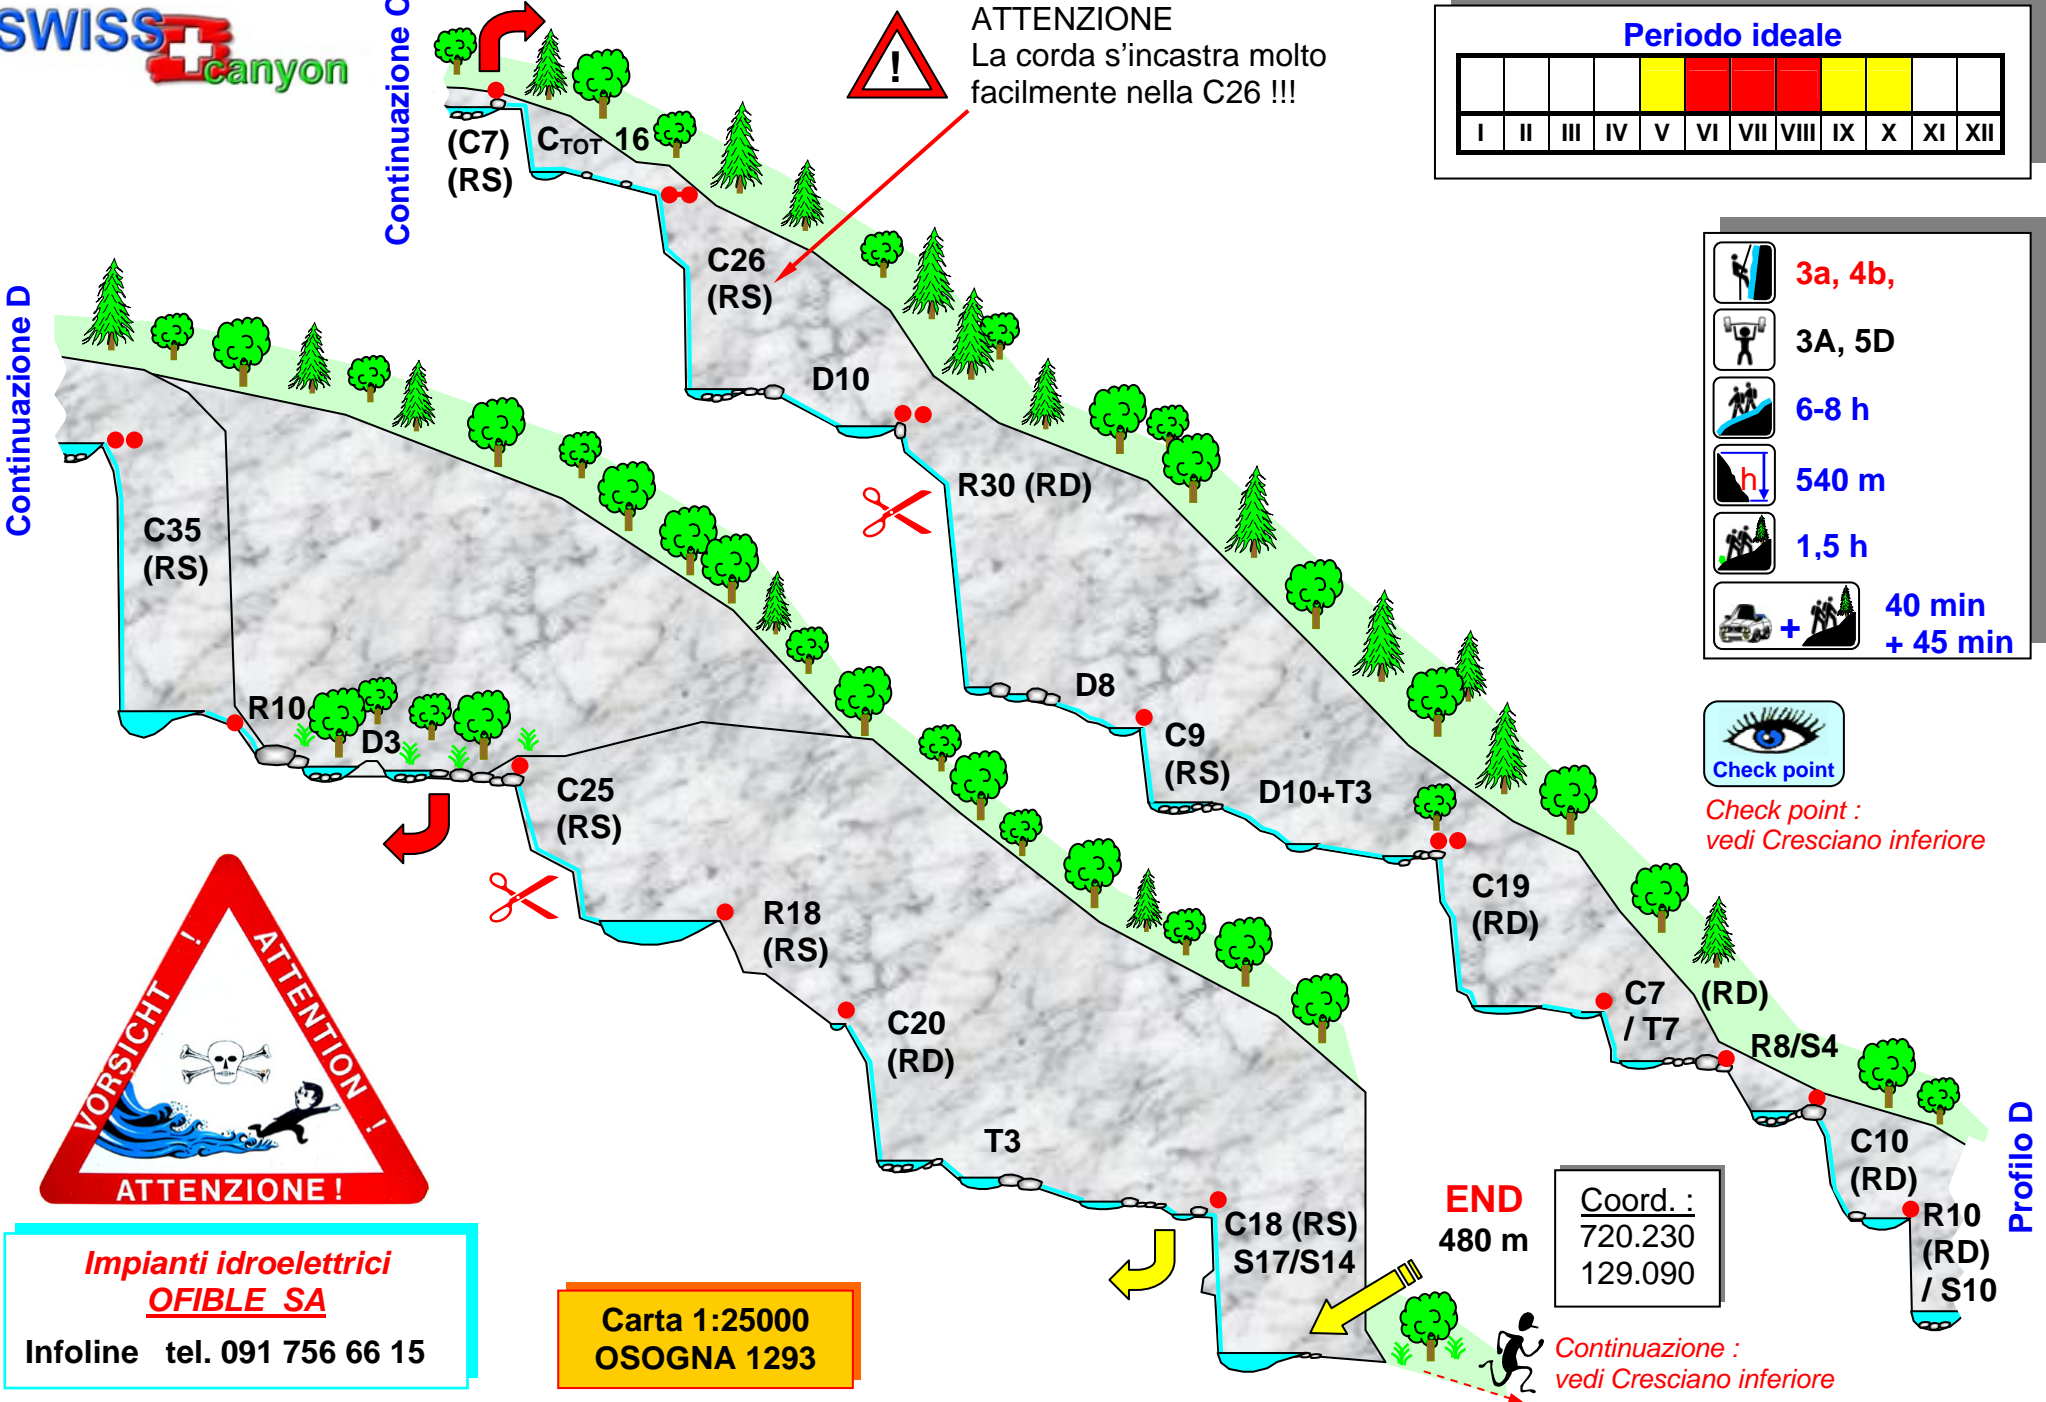 SWISS
canyon
Continuazione C
ATTENZIONE
La corda s'incastra molto
facilmente nella C26 !!!
!
Periodo ideale
I II III IV V VI VII VIII IX X XI XII
(C7)
(RS)
CTOT 16
C26
(RS)
D10
R30 (RD)
D8
C9
(RS)
D10+T3
C19
(RD)
C7
/ T7
(RD)
R8/S4
C10
(RD)
R10
(RD)
/ S10
Profilo D
3a, 4b,
3A, 5D
6-8 h
h
540 m
1,5 h
+
40 min
+ 45 min
Check point
Check point :
vedi Cresciano inferiore
Continuazione D
C35
(RS)
R10
D3
C25
(RS)
R18
(RS)
C20
(RD)
T3
C18 (RS)
S17/S14
END
480 m
Coord. :
720.230
129.090
Continuazione :
vedi Cresciano inferiore
VORSICHT !
ATTENTION !
ATTENZIONE !
Impianti idroelettrici
OFIBLE SA
Infoline tel. 091 756 66 15
Carta 1:25000
OSOGNA 1293